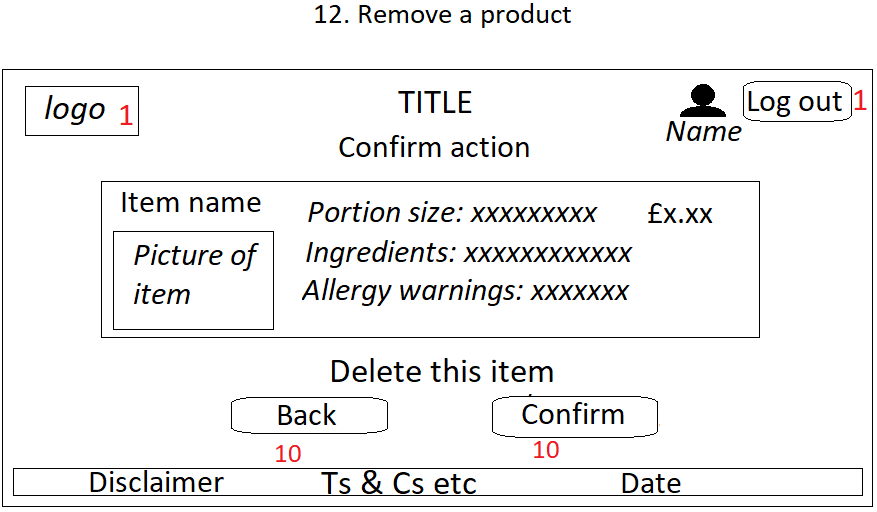 12. Remove a product
logo 1
TITLE
Log out 1
Name
Confirm action
Item name
Portion size: xxxxxxxxx £x.xx
Picture of
item
Ingredients: xxxxxxxxxxxx
Allergy warnings: xxxxxxx
Delete this item
Back Confirm
10 10
Disclaimer Ts & Cs etc Date